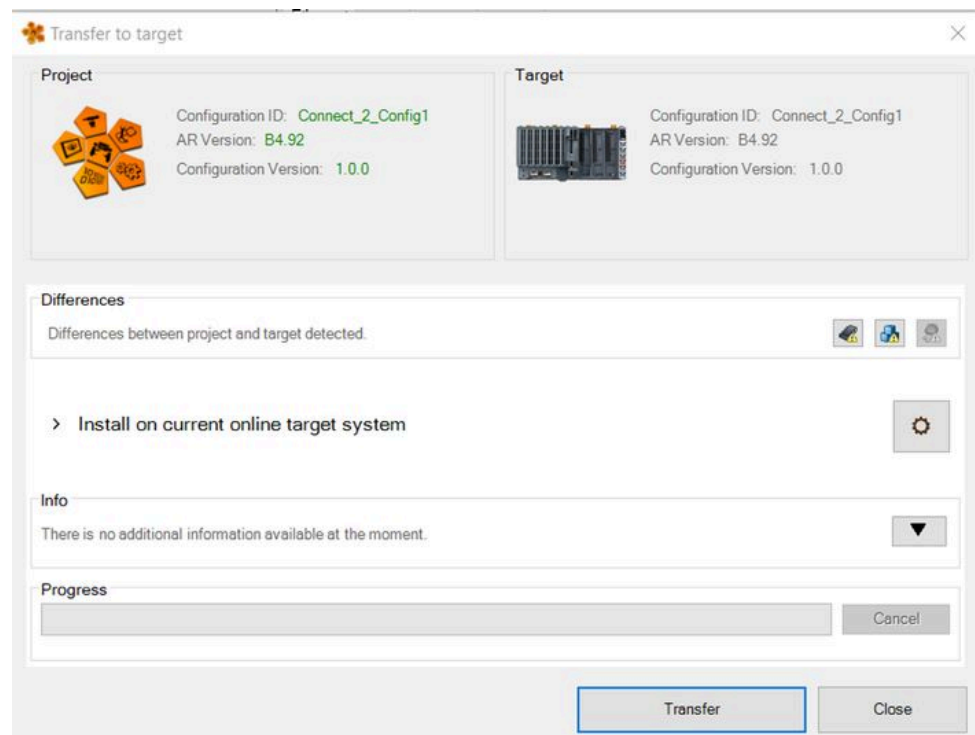 Transfer to target
Project
Configuration ID: Connect_2_Config1
AR Version: B4.92
Configuration Version: 1.0.0
Target
Configuration ID: Connect_2_Config1
AR Version: B4.92
Configuration Version: 1.0.0
Differences
Differences between project and target detected.
> Install on current online target system
Info
There is no additional information available at the moment.
Progress
Cancel
Transfer
Close